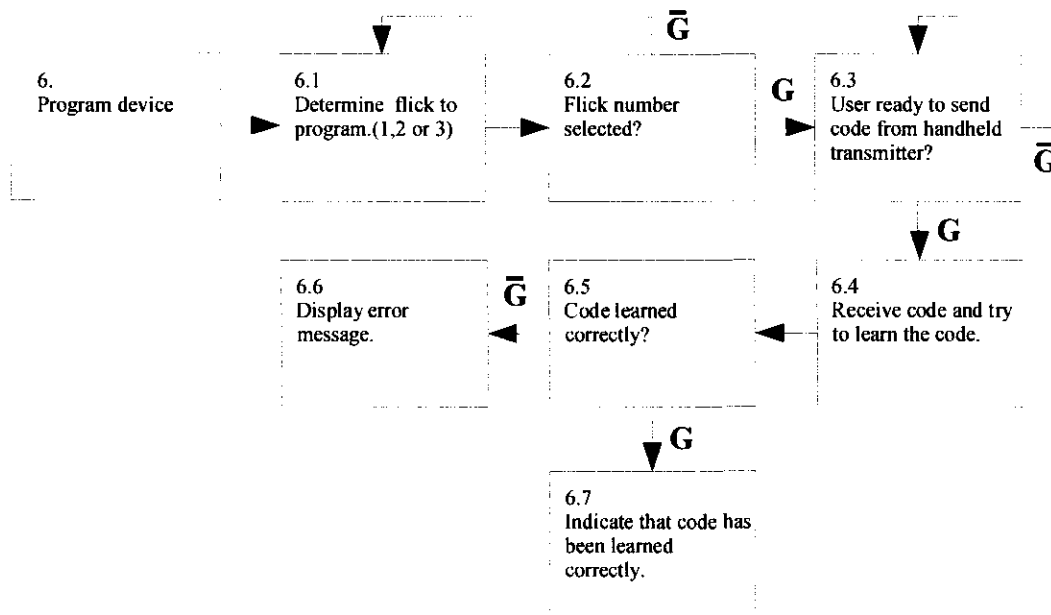 G̅
6.
Program device
6.1
Determine flick to
program.(1,2 or 3)
6.2
Flick number
selected?
G
6.3
User ready to send
code from handheld
transmitter?
G̅
G
6.6
Display error
message.
G̅
6.5
Code learned
correctly?
6.4
Receive code and try
to learn the code.
G
6.7
Indicate that code has
been learned
correctly.